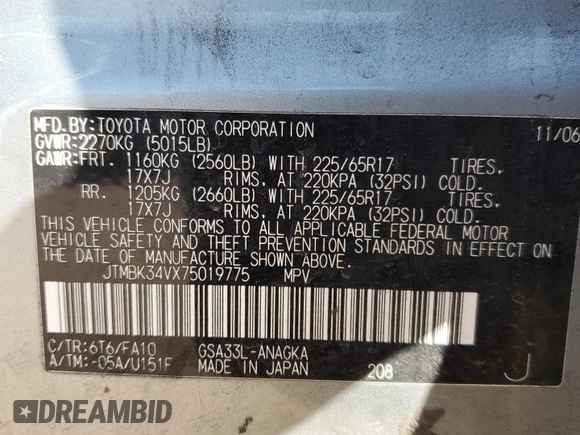 MFD.BY:TOYOTA MOTOR CORPORATION 11/06
GVWR:2270KG (5015LB)
GAWR:FRT. 1160KG (2560LB) WITH 225/65R17 TIRES,
17X7J RIMS, AT 220KPA (32PSI) COLD.
RR. 1205KG (2660LB) WITH 225/65R17 TIRES,
17X7J RIMS, AT 220KPA (32PSI) COLD.
THIS VEHICLE CONFORMS TO ALL APPLICABLE FEDERAL MOTOR
VEHICLE SAFETY AND THEFT PREVENTION STANDARDS IN EFFECT ON
THE DATE OF MANUFACTURE SHOWN ABOVE.
JTMBK34VX75019775 MPV
C/TR:6T6/FA10 GSA33L-ANAGKA
A/TM:-05A/U151F MADE IN JAPAN 208 J
DREAMBID